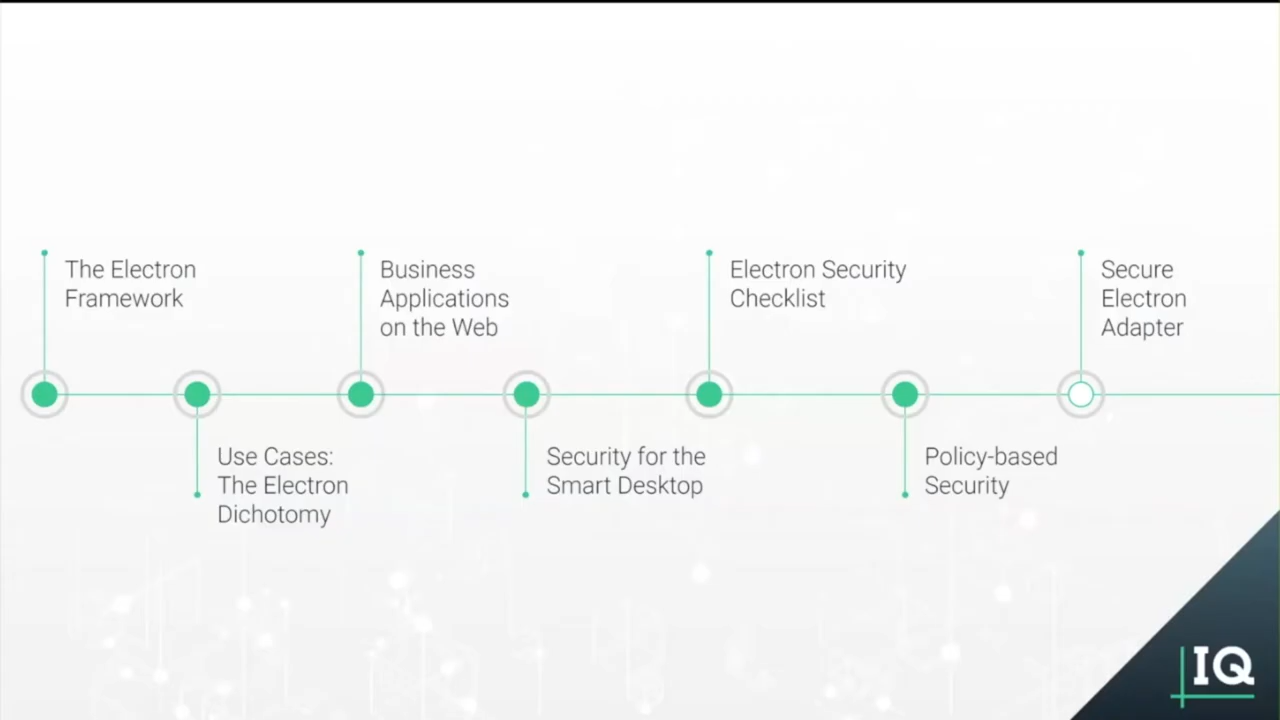 The Electron
Framework
Use Cases:
The Electron
Dichotomy
Business
Applications
on the Web
Security for the
Smart Desktop
Electron Security
Checklist
Policy-based
Security
Secure
Electron
Adapter
IQ